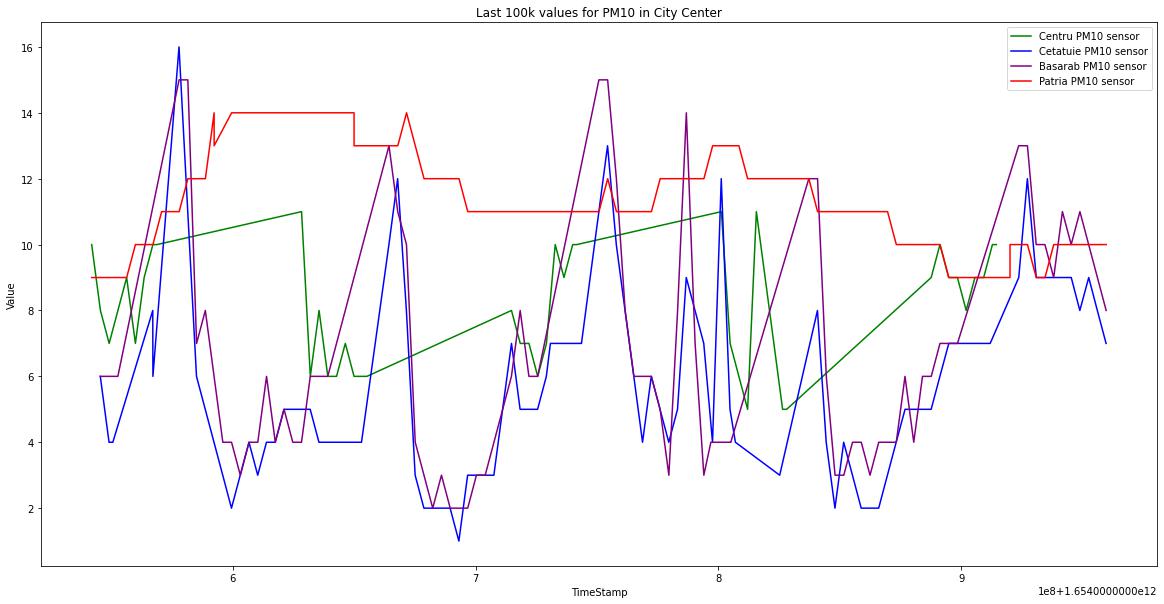 Last 100k values for PM10 in City Center
Centru PM10 sensor
Cetatuie PM10 sensor
Basarab PM10 sensor
Patria PM10 sensor
16
14
12
10
8
6
4
2
Value
6 7 8 9
TimeStamp
1e8+1.6540000000e12